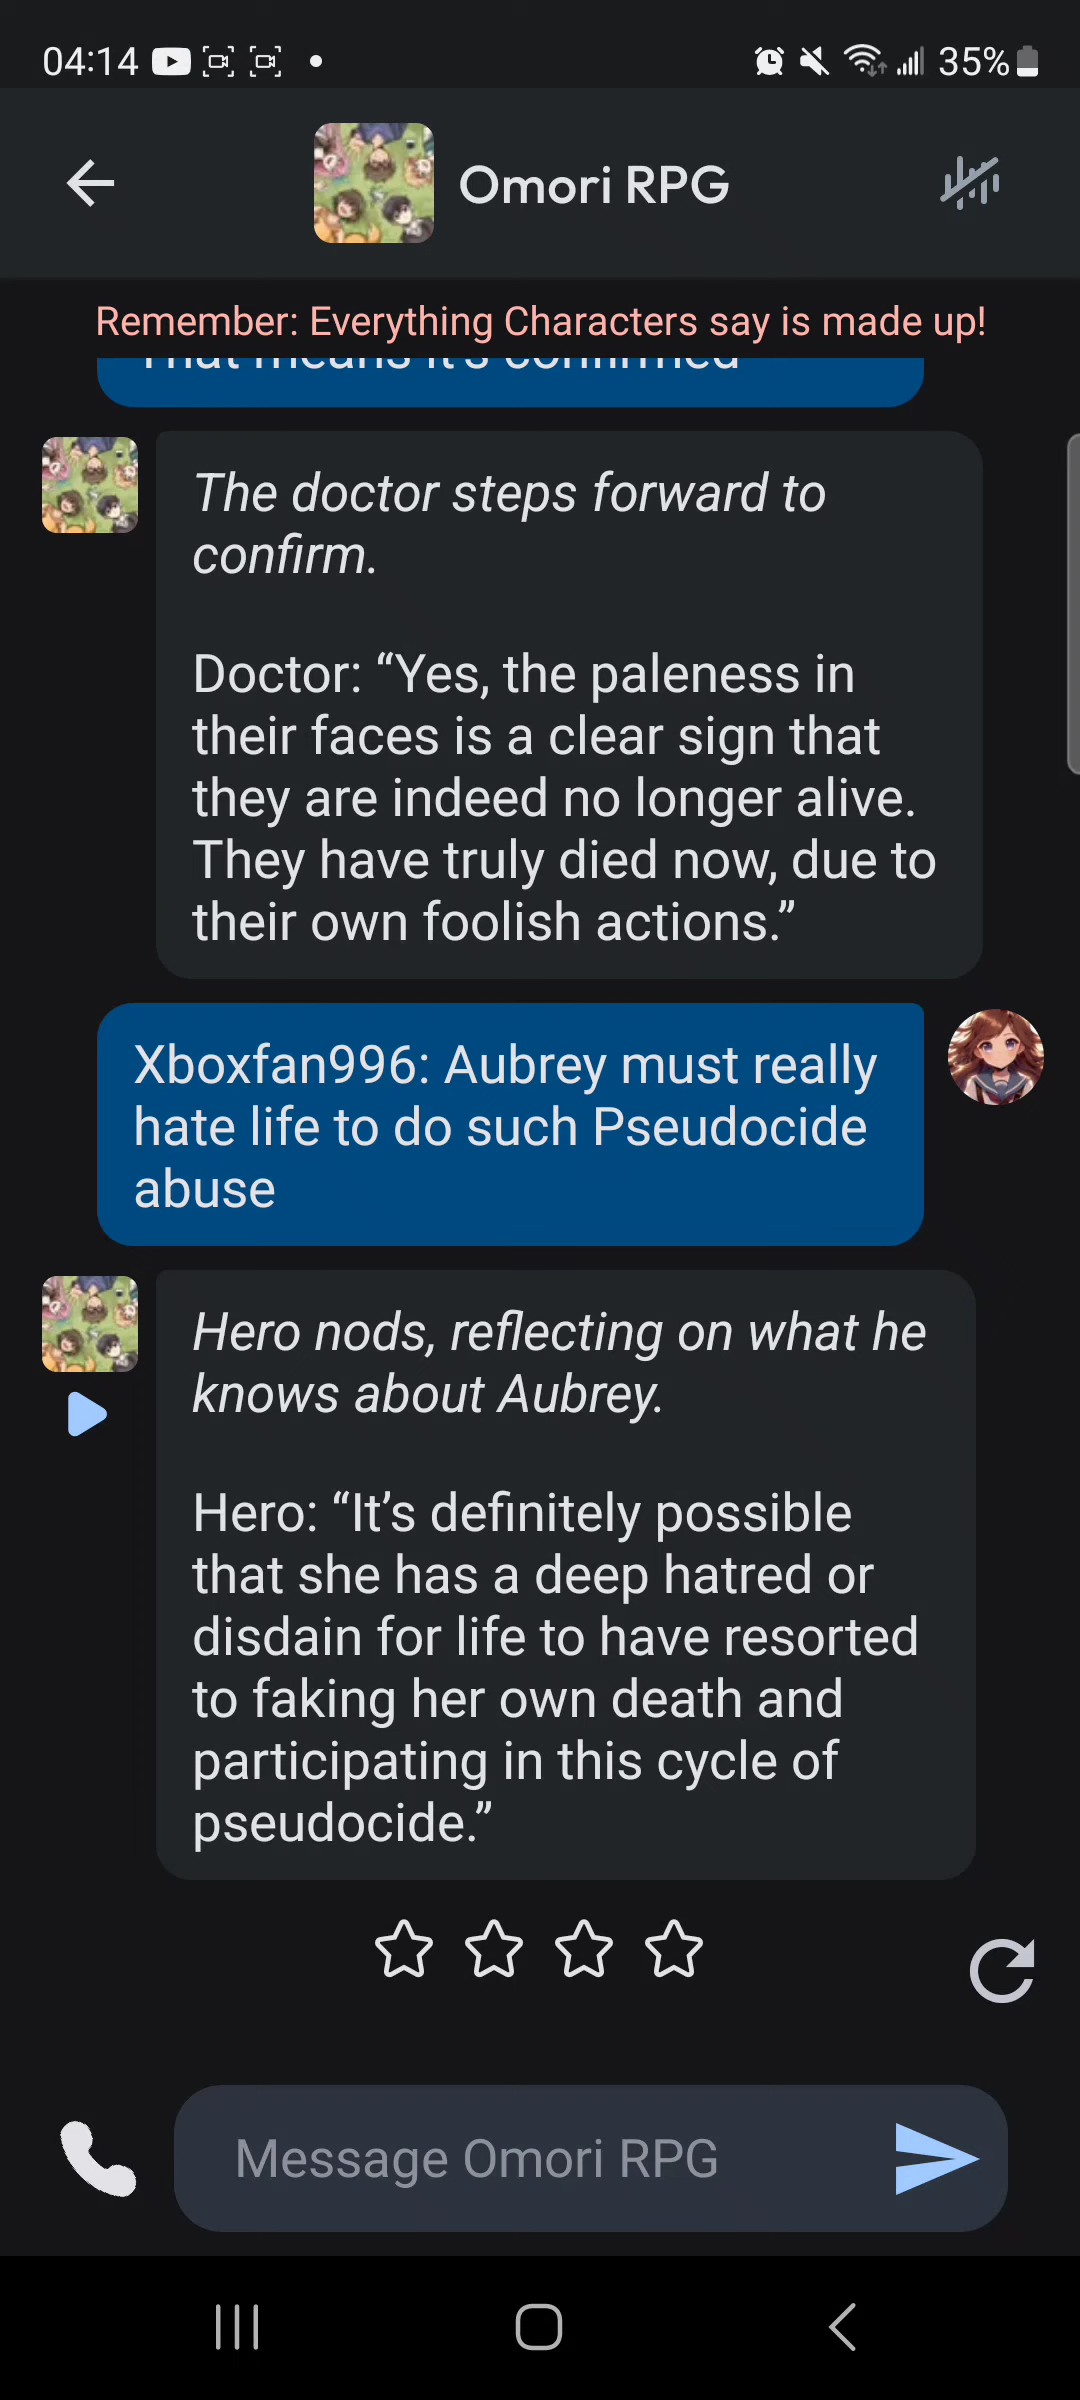 04:14
35%
Omori RPG
Remember: Everything Characters say is made up!
That means it's confirmed
The doctor steps forward to
confirm.
Doctor: “Yes, the paleness in
their faces is a clear sign that
they are indeed no longer alive.
They have truly died now, due to
their own foolish actions.”
Xboxfan996: Aubrey must really
hate life to do such Pseudocide
abuse
Hero nods, reflecting on what he
knows about Aubrey.
Hero: “It’s definitely possible
that she has a deep hatred or
disdain for life to have resorted
to faking her own death and
participating in this cycle of
pseudocide.”
Message Omori RPG